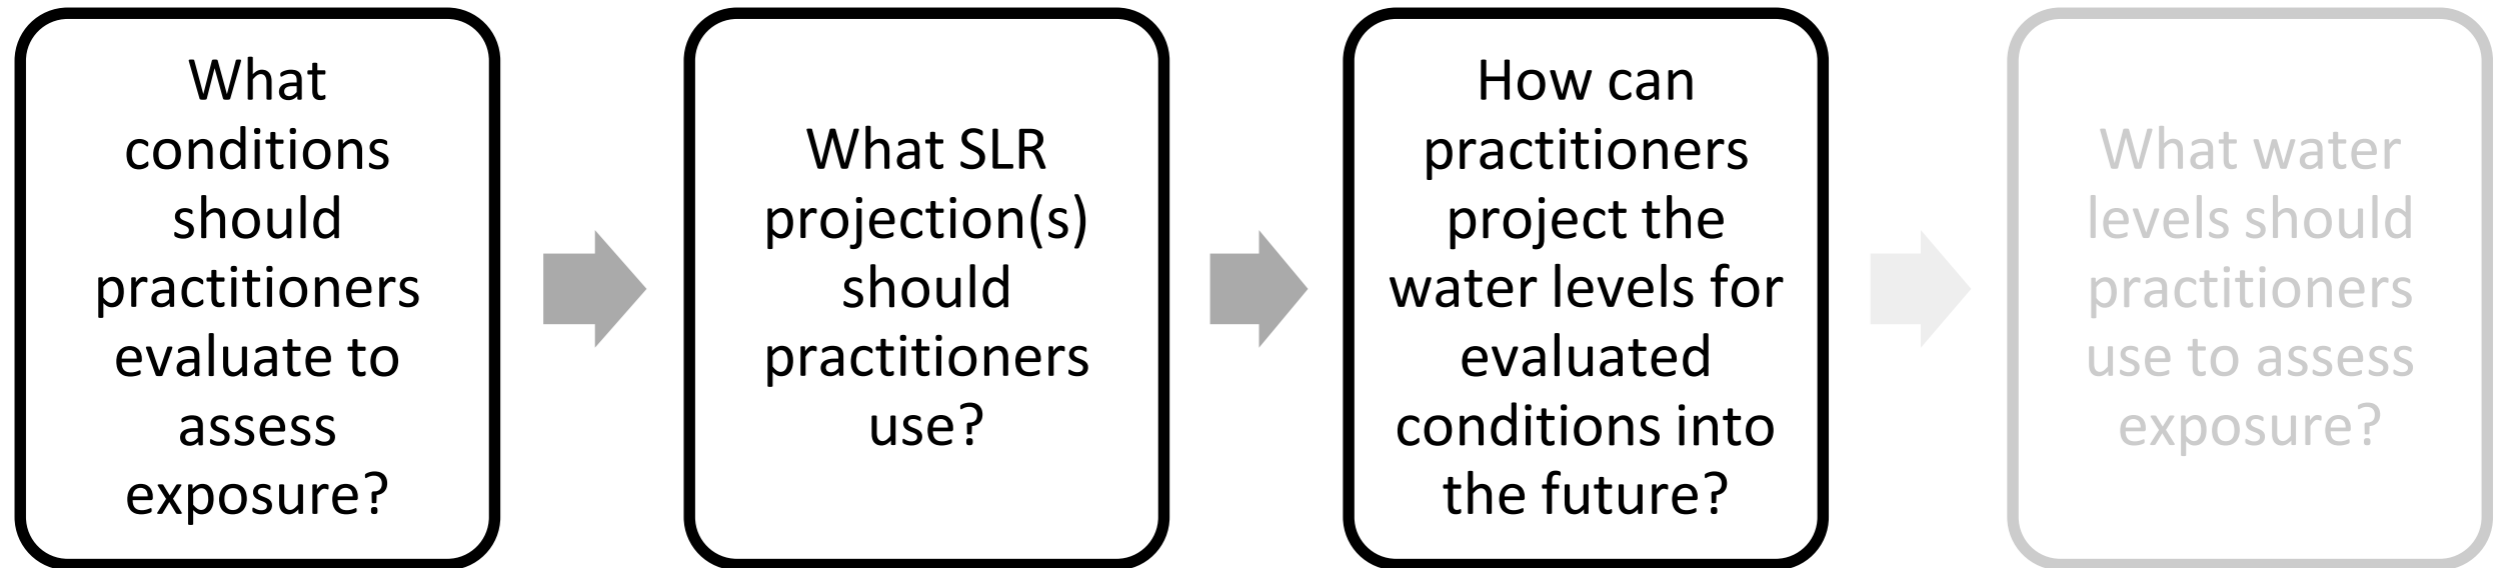 What
conditions
should
practitioners
evaluate to
assess
exposure?
What SLR
projection(s)
should
practitioners
use?
How can
practitioners
project the
water levels for
evaluated
conditions into
the future?
What water
levels should
practitioners
use to assess
exposure?